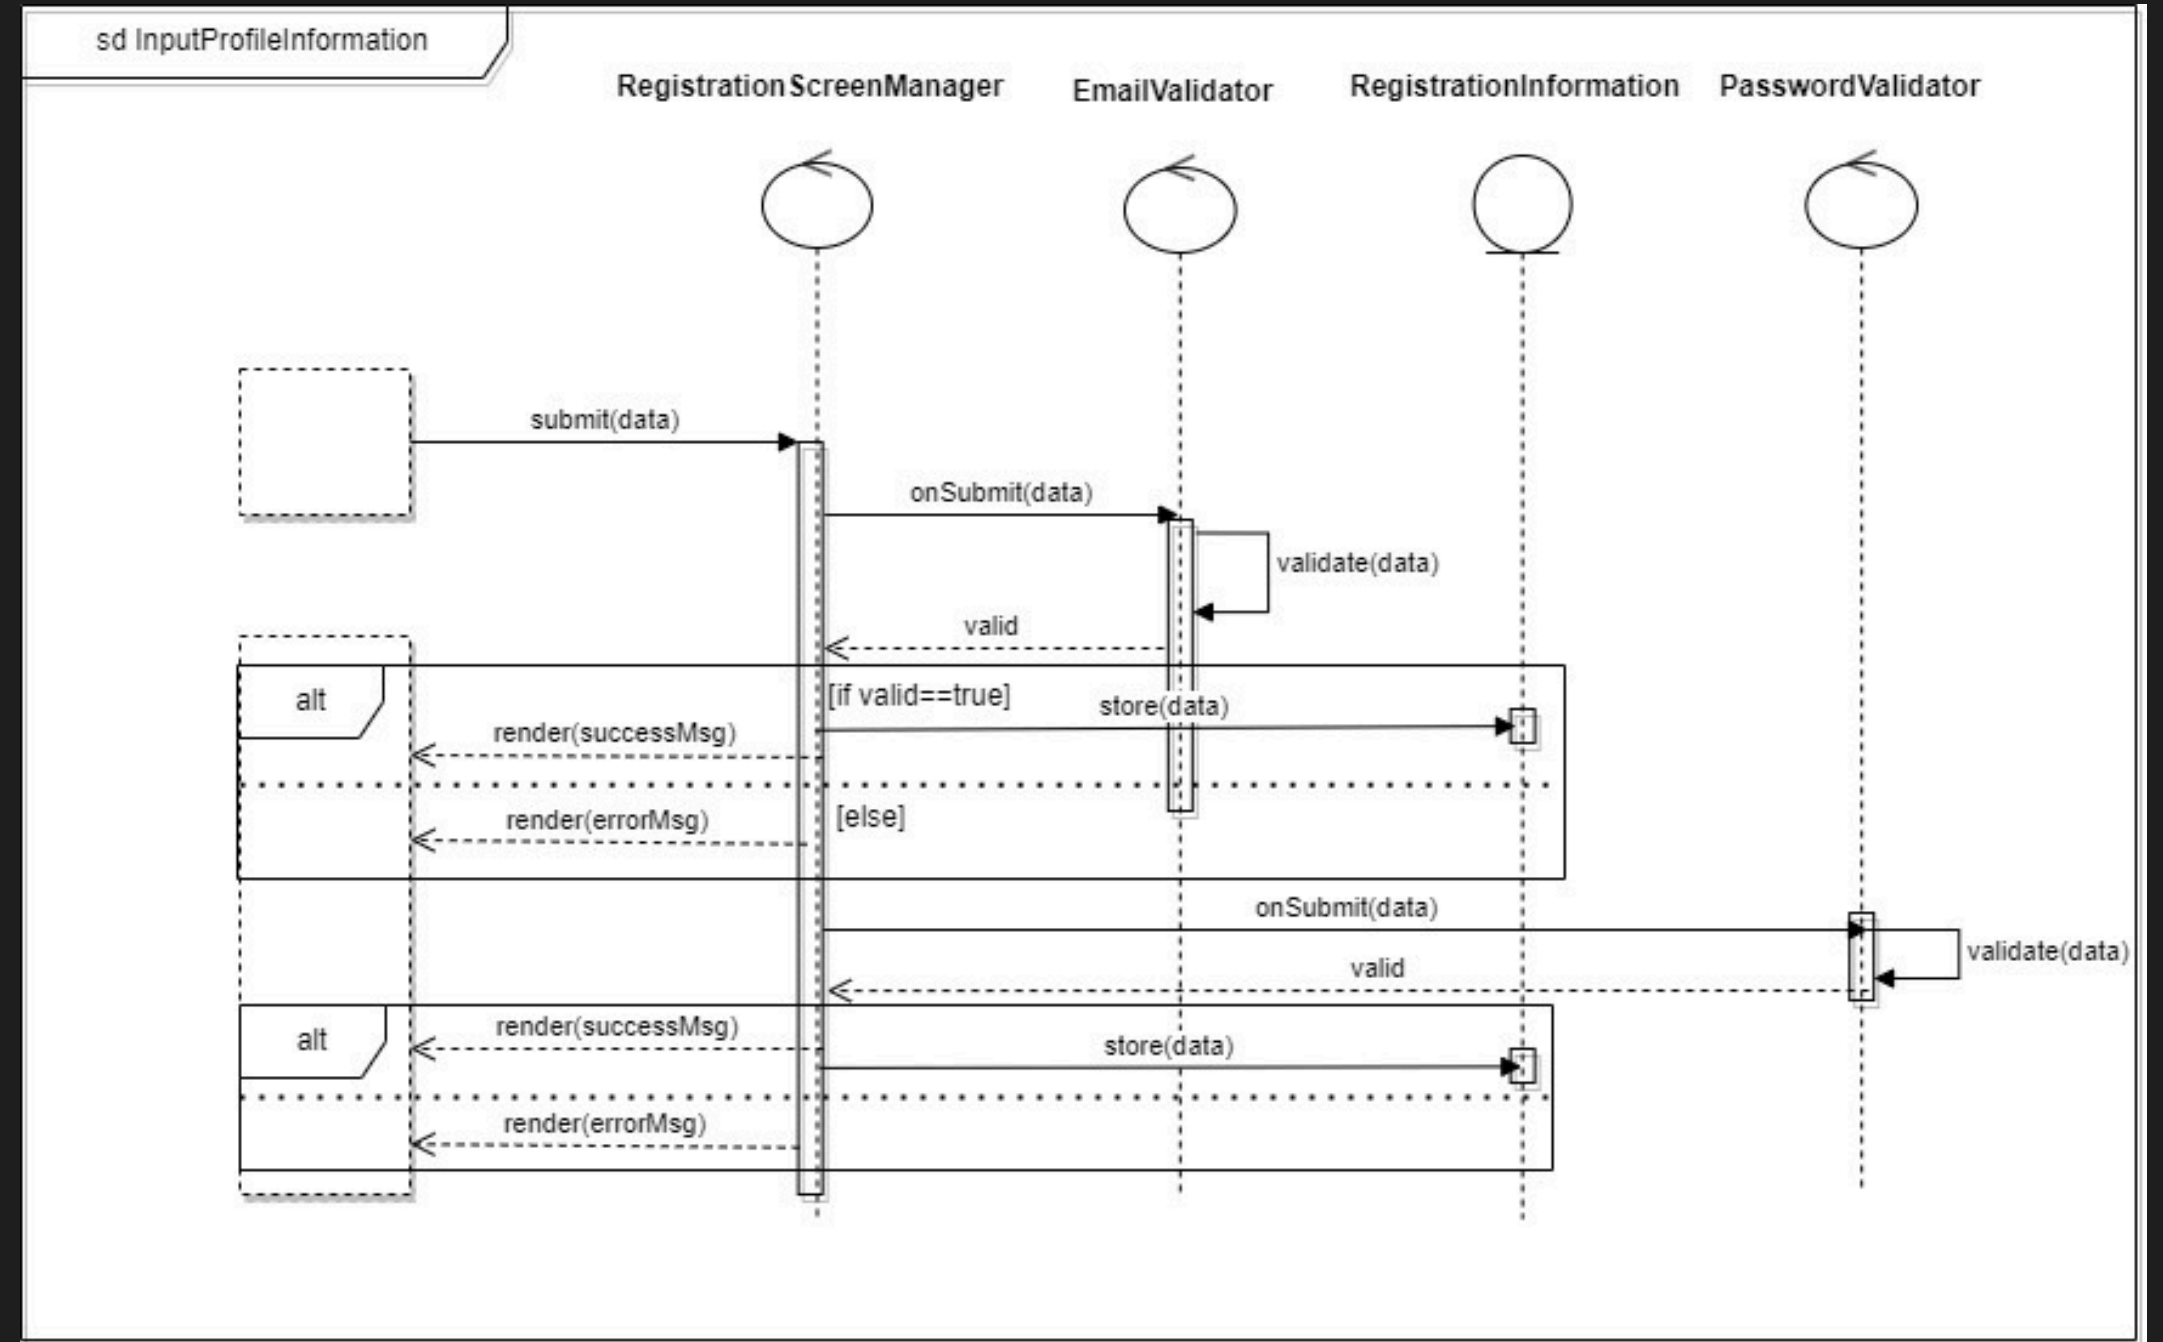 sd InputProfileInformation
RegistrationScreenManager
EmailValidator
RegistrationInformation
PasswordValidator
submit(data)
onSubmit(data)
validate(data)
valid
alt
[if valid==true]
store(data)
render(successMsg)
render(errorMsg)
[else]
onSubmit(data)
validate(data)
valid
alt
render(successMsg)
store(data)
render(errorMsg)